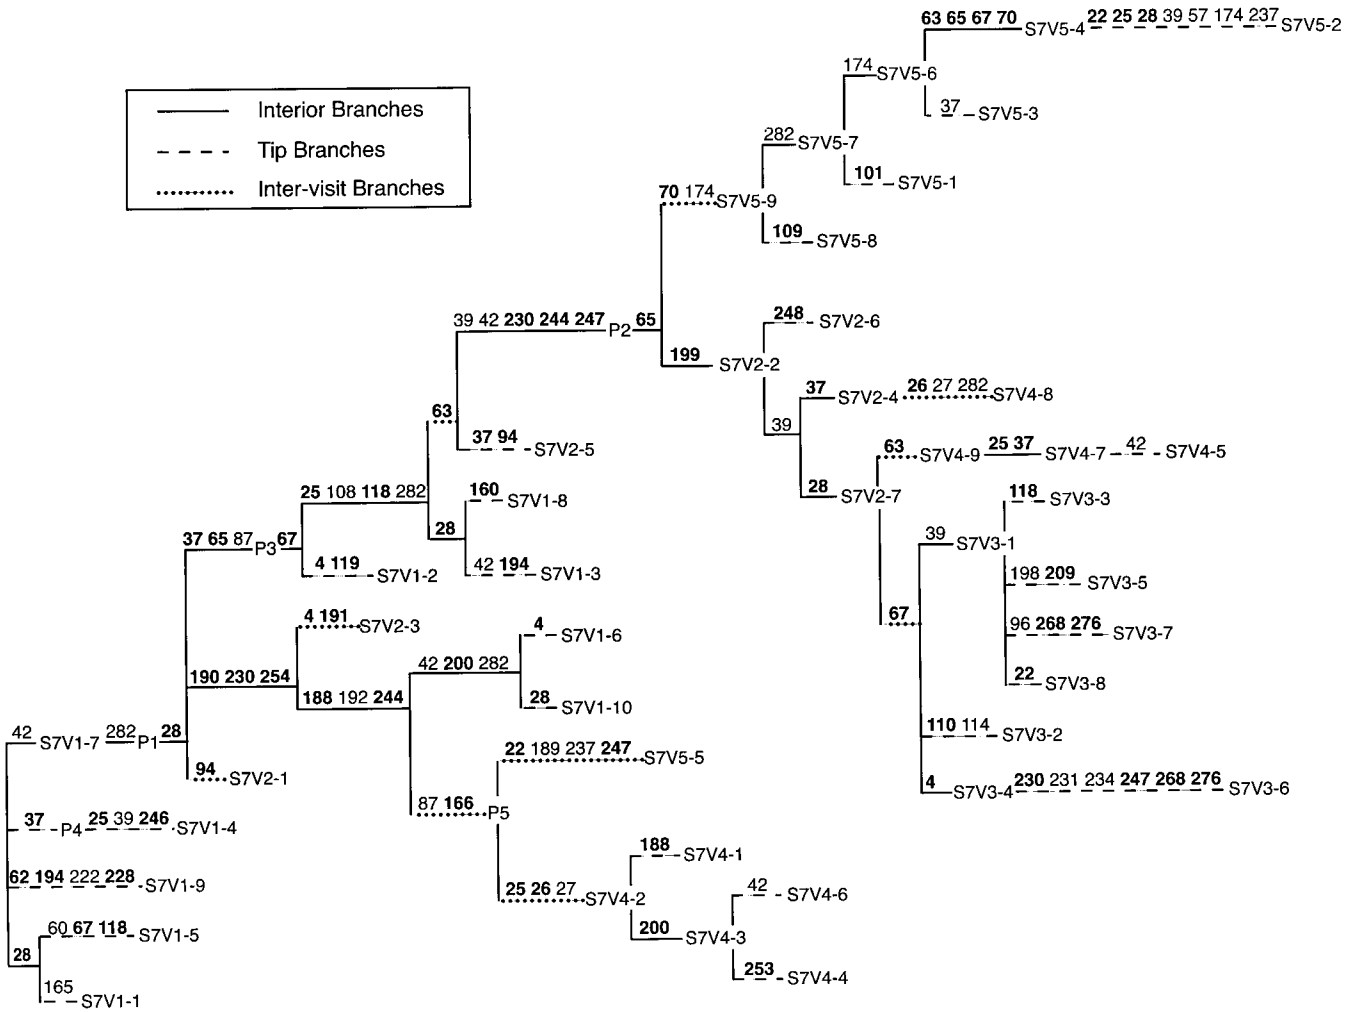 63 65 67 70 S7V5-4 22 25 28 39 57 174 237 S7V5-2
174 S7V5-6
Interior Branches
37 S7V5-3
282 S7V5-7
Tip Branches
101 S7V5-1
Inter-visit Branches
70 174 S7V5-9
109 S7V5-8
39 42 230 244 247 P2 65
248 S7V2-6
199 S7V2-2
37 S7V2-4 26 27 282 S7V4-8
63
39
37 94 S7V2-5
63 S7V4-9 25 37 S7V4-7 42 S7V4-5
25 108 118 282
160 S7V1-8
28 S7V2-7
118 S7V3-3
28
37 65 87 P3 67
39 S7V3-1
4 119 S7V1-2
42 194 S7V1-3
198 209 S7V3-5
4 191 S7V2-3
67
4 S7V1-6
96 268 276 S7V3-7
190 230 254
42 200 282
22 S7V3-8
188 192 244
28 S7V1-10
42 S7V1-7 282 P1 28
110 114 S7V3-2
22 189 237 247 S7V5-5
94 S7V2-1
4 S7V3-4 230 231 234 247 268 276 S7V3-6
87 166 P5
37 P4 25 39 246 S7V1-4
188 S7V4-1
62 194 222 228 S7V1-9
25 26 27 S7V4-2
42 S7V4-6
60 67 118 S7V1-5
200 S7V4-3
28
253 S7V4-4
165 S7V1-1